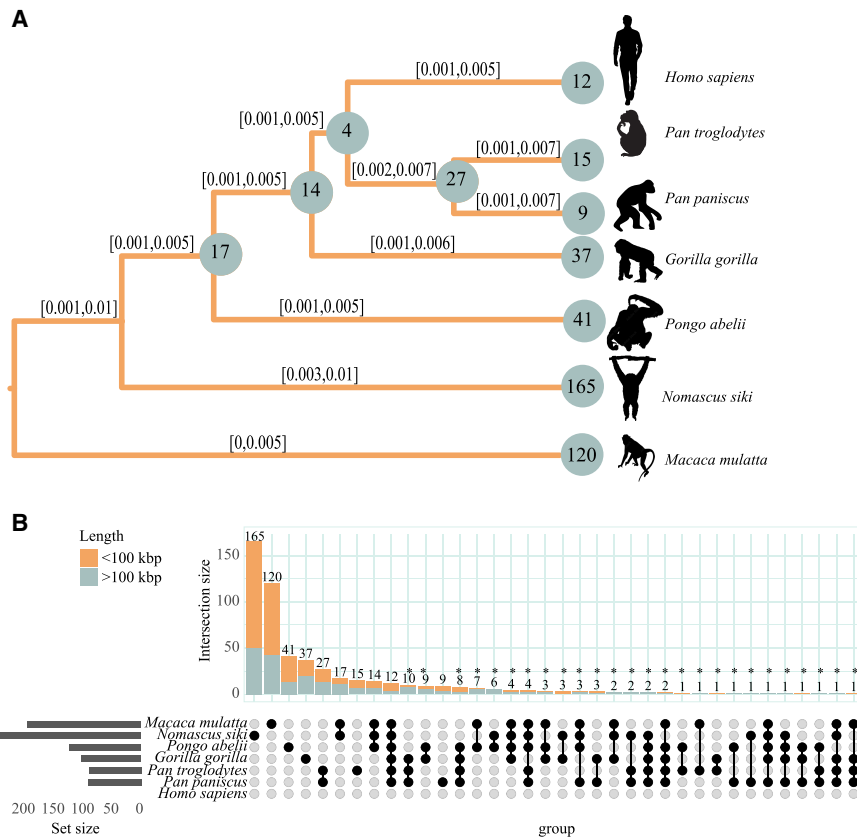 A
[0.001,0.005]
12
Homo sapiens
[0.001,0.005]
4
[0.001,0.007]
15
Pan troglodytes
[0.002,0.007]
27
[0.001,0.005]
14
[0.001,0.007]
9
Pan paniscus
[0.001,0.005]
17
[0.001,0.006]
37
Gorilla gorilla
[0.001,0.01]
[0.001,0.005]
41
Pongo abelii
[0.003,0.01]
165
Nomascus siki
[0,0.005]
120
Macaca mulatta
B
Length
<100 kbp
>100 kbp
Intersection size
150
100
50
0
165
120
41
37
27
17
15
14
12
* * * * * * * * * * * * * * * * * * * * * * * * * *
10 9 9 8 7 6 4 4 3 3 3 2 2 2 2 1 1 1 1 1 1 1 1 1 1 1
Macaca mulatta
Nomascus siki
Pongo abelii
Gorilla gorilla
Pan troglodytes
Pan paniscus
Homo sapiens
200 150 100 50 0
Set size
group